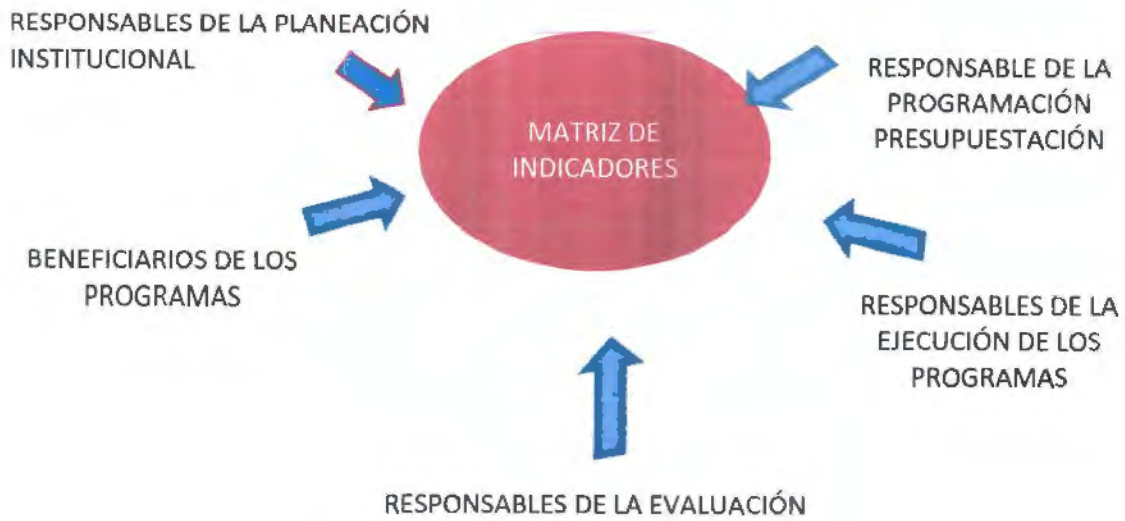 RESPONSABLES DE LA PLANEACIÓN
INSTITUCIONAL
RESPONSABLE DE LA
PROGRAMACIÓN
PRESUPUESTACIÓN
MATRIZ DE
INDICADORES
BENEFICIARIOS DE LOS
PROGRAMAS
RESPONSABLES DE LA
EJECUCIÓN DE LOS
PROGRAMAS
RESPONSABLES DE LA EVALUACIÓN